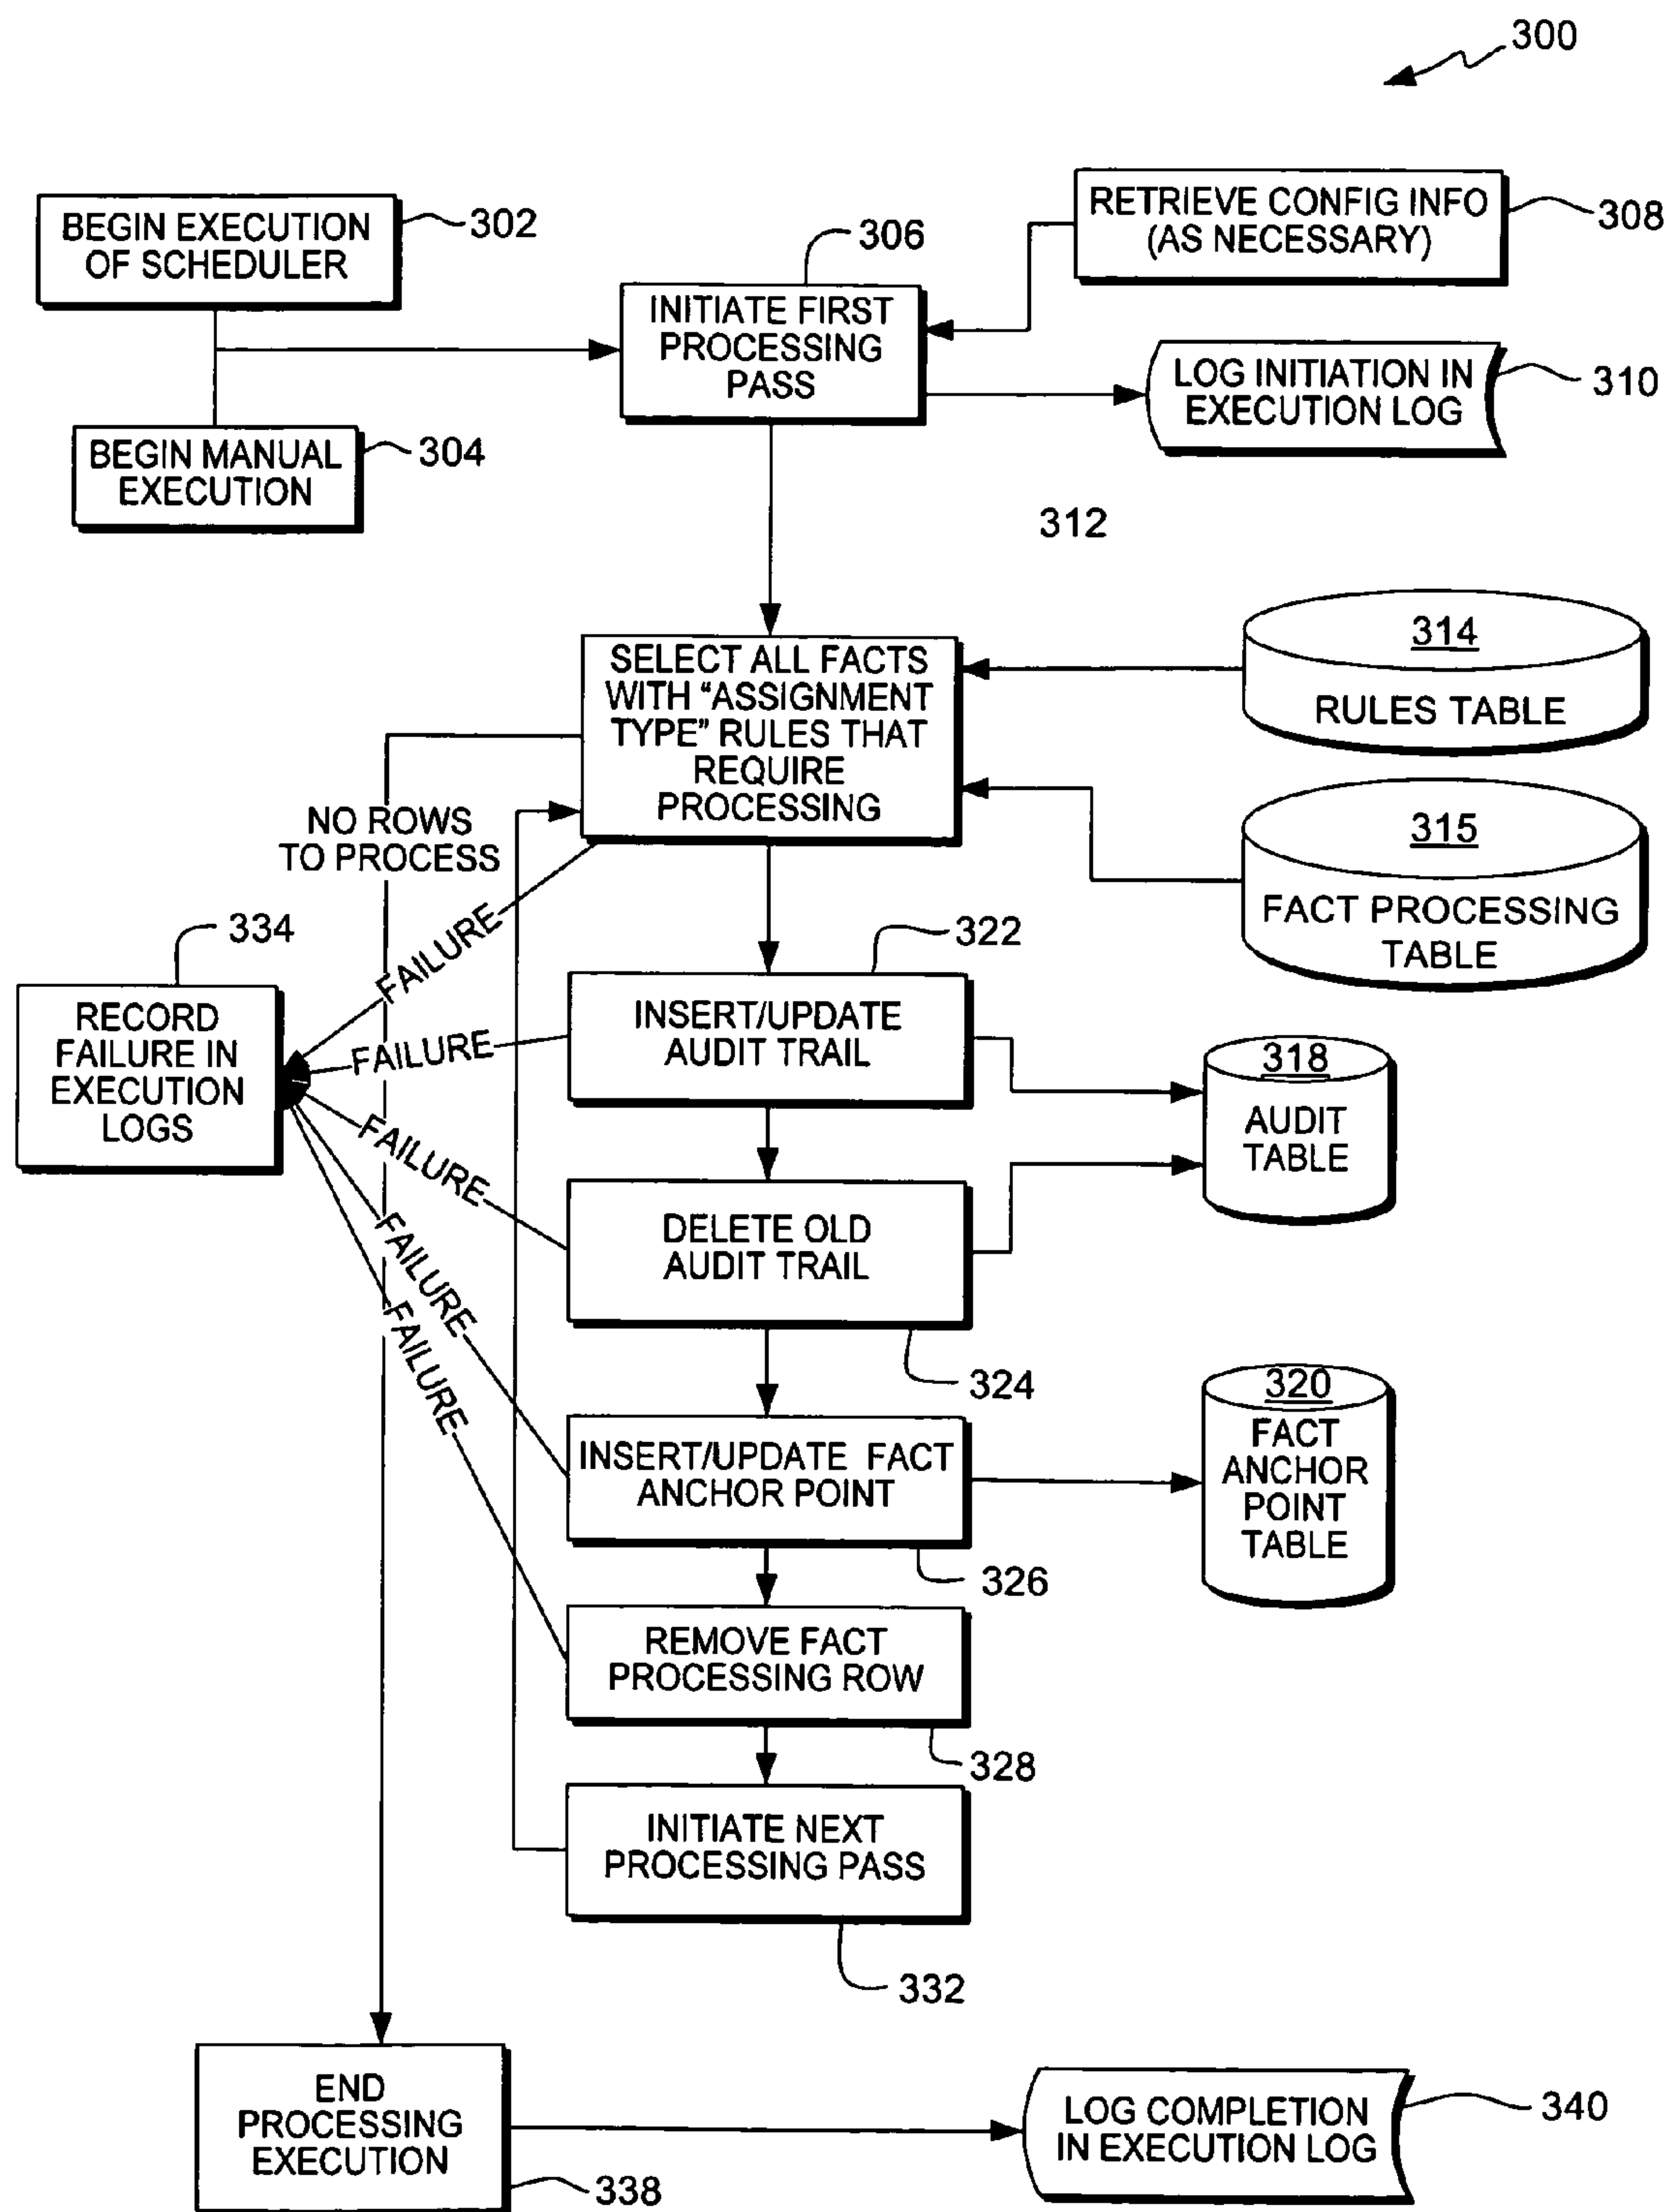 300
BEGIN EXECUTION
OF SCHEDULER
302
306
RETRIEVE CONFIG INFO
(AS NECESSARY)
308
INITIATE FIRST
PROCESSING
PASS
LOG INITIATION IN
EXECUTION LOG
310
BEGIN MANUAL
EXECUTION
304
312
SELECT ALL FACTS
WITH “ASSIGNMENT
TYPE” RULES THAT
REQUIRE
PROCESSING
314
RULES TABLE
315
FACT PROCESSING
TABLE
NO ROWS
TO PROCESS
FAILURE
334
RECORD
FAILURE IN
EXECUTION
LOGS
FAILURE
322
INSERT/UPDATE
AUDIT TRAIL
318
AUDIT
TABLE
FAILURE
DELETE OLD
AUDIT TRAIL
324
FAILURE
FAILURE
320
FACT
ANCHOR
POINT
TABLE
INSERT/UPDATE FACT
ANCHOR POINT
326
REMOVE FACT
PROCESSING ROW
328
INITIATE NEXT
PROCESSING PASS
332
END
PROCESSING
EXECUTION
338
LOG COMPLETION
IN EXECUTION LOG
340